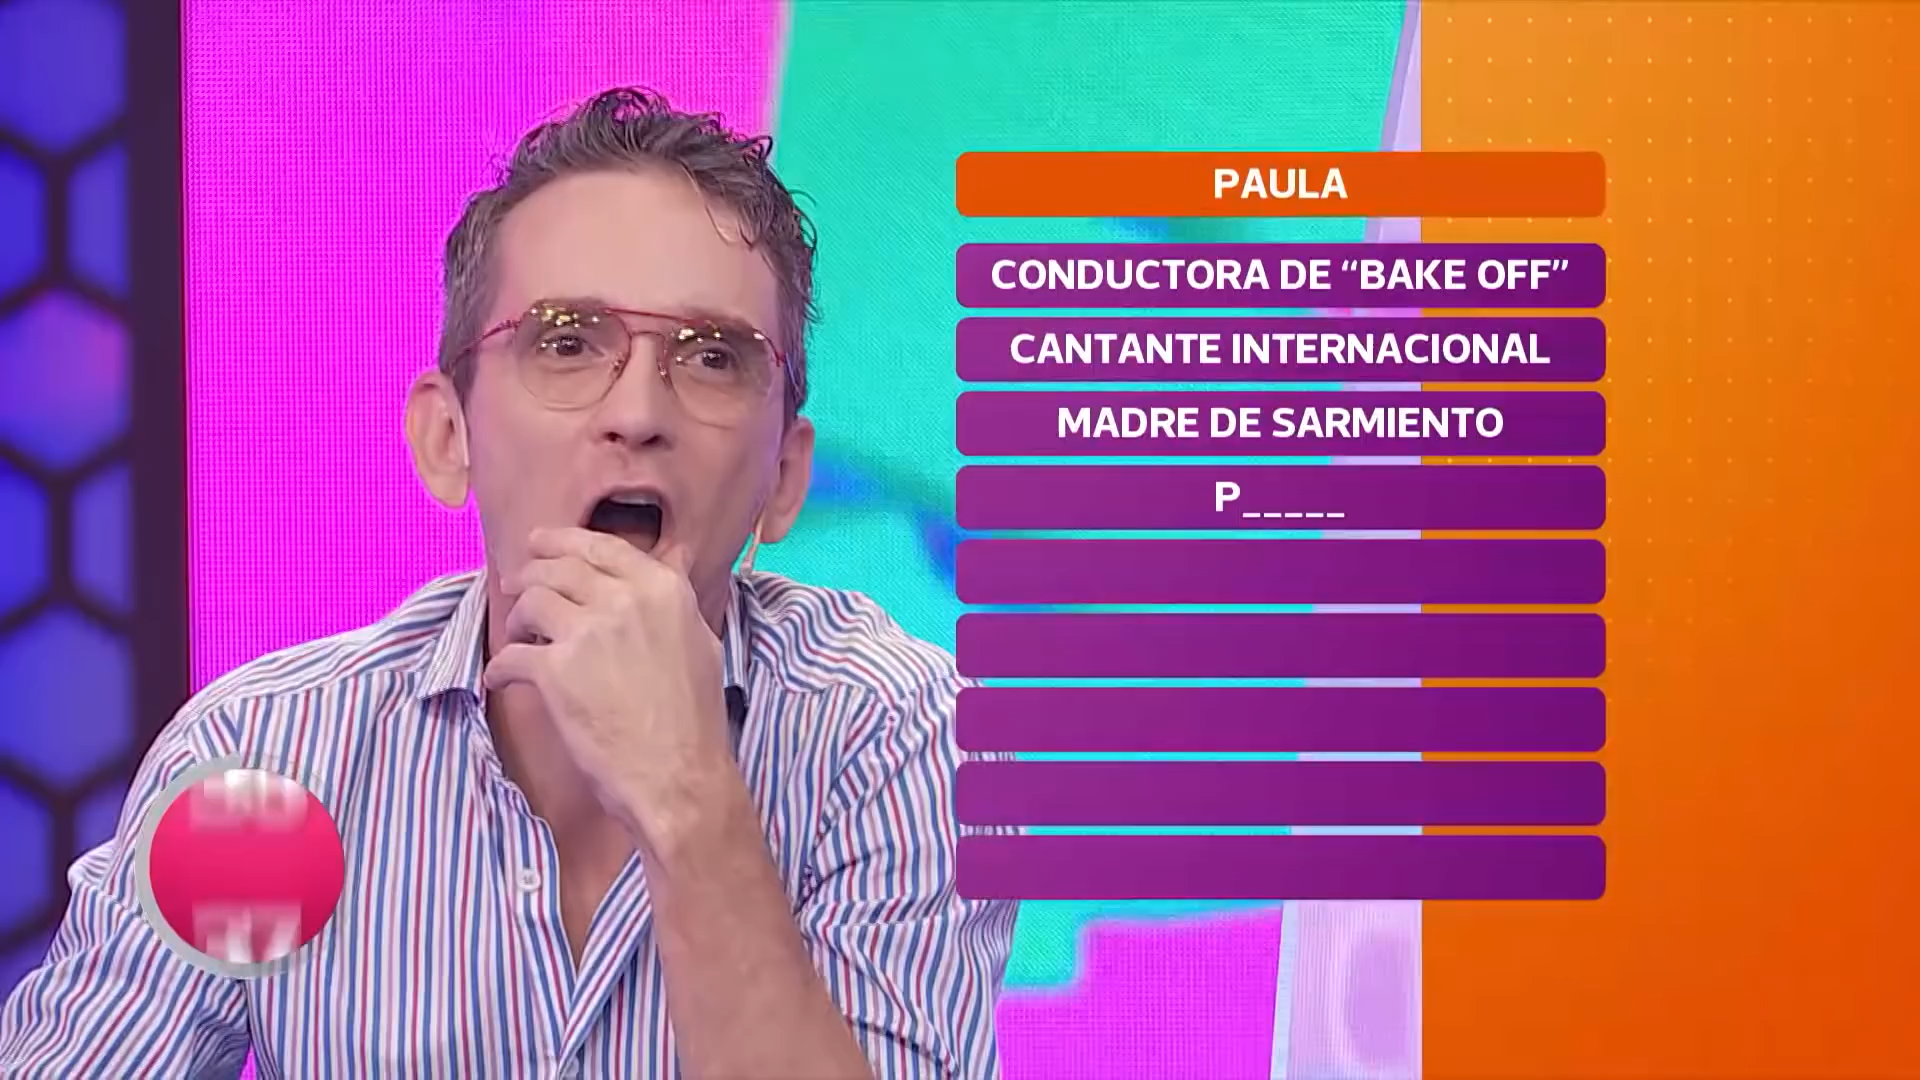 PAULA
CONDUCTORA DE “BAKE OFF”
CANTANTE INTERNACIONAL
MADRE DE SARMIENTO
P_____